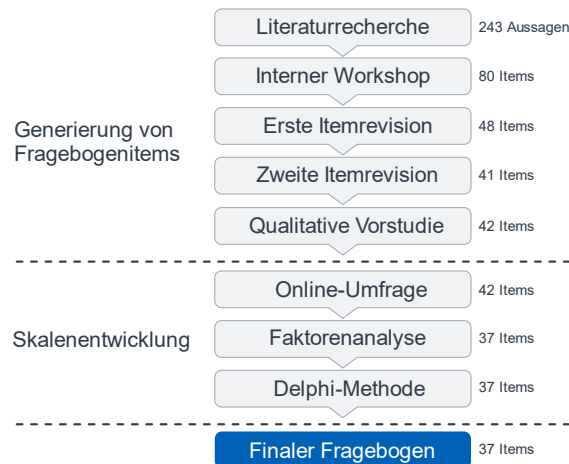 Literaturrecherche 243 Aussagen
Interner Workshop 80 Items
Generierung von
Fragebogenitems
Erste Itemrevision 48 Items
Zweite Itemrevision 41 Items
Qualitative Vorstudie 42 Items
Online-Umfrage 42 Items
Skalenentwicklung
Faktorenanalyse 37 Items
Delphi-Methode 37 Items
Finaler Fragebogen 37 Items